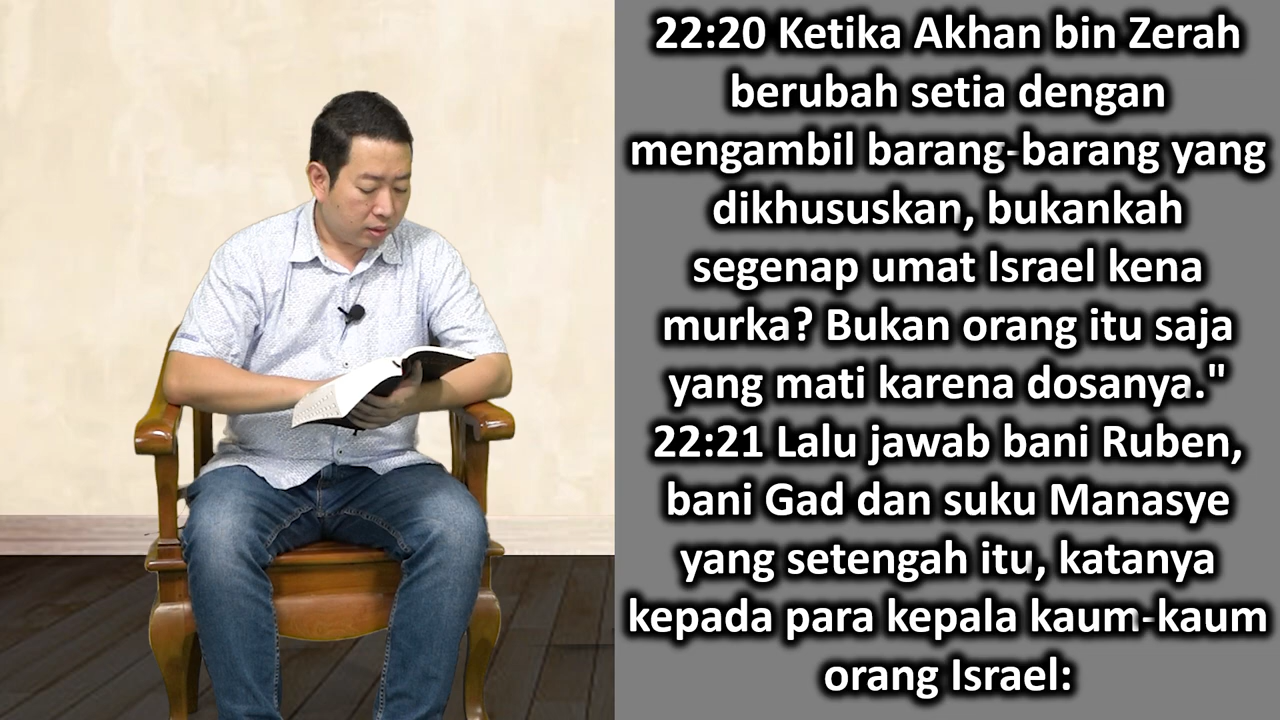 22:20 Ketika Akhan bin Zerah
berubah setia dengan
mengambil barang-barang yang
dikhususkan, bukankah
segenap umat Israel kena
murka? Bukan orang itu saja
yang mati karena dosanya."
22:21 Lalu jawab bani Ruben,
bani Gad dan suku Manasye
yang setengah itu, katanya
kepada para kepala kaum-kaum
orang Israel: